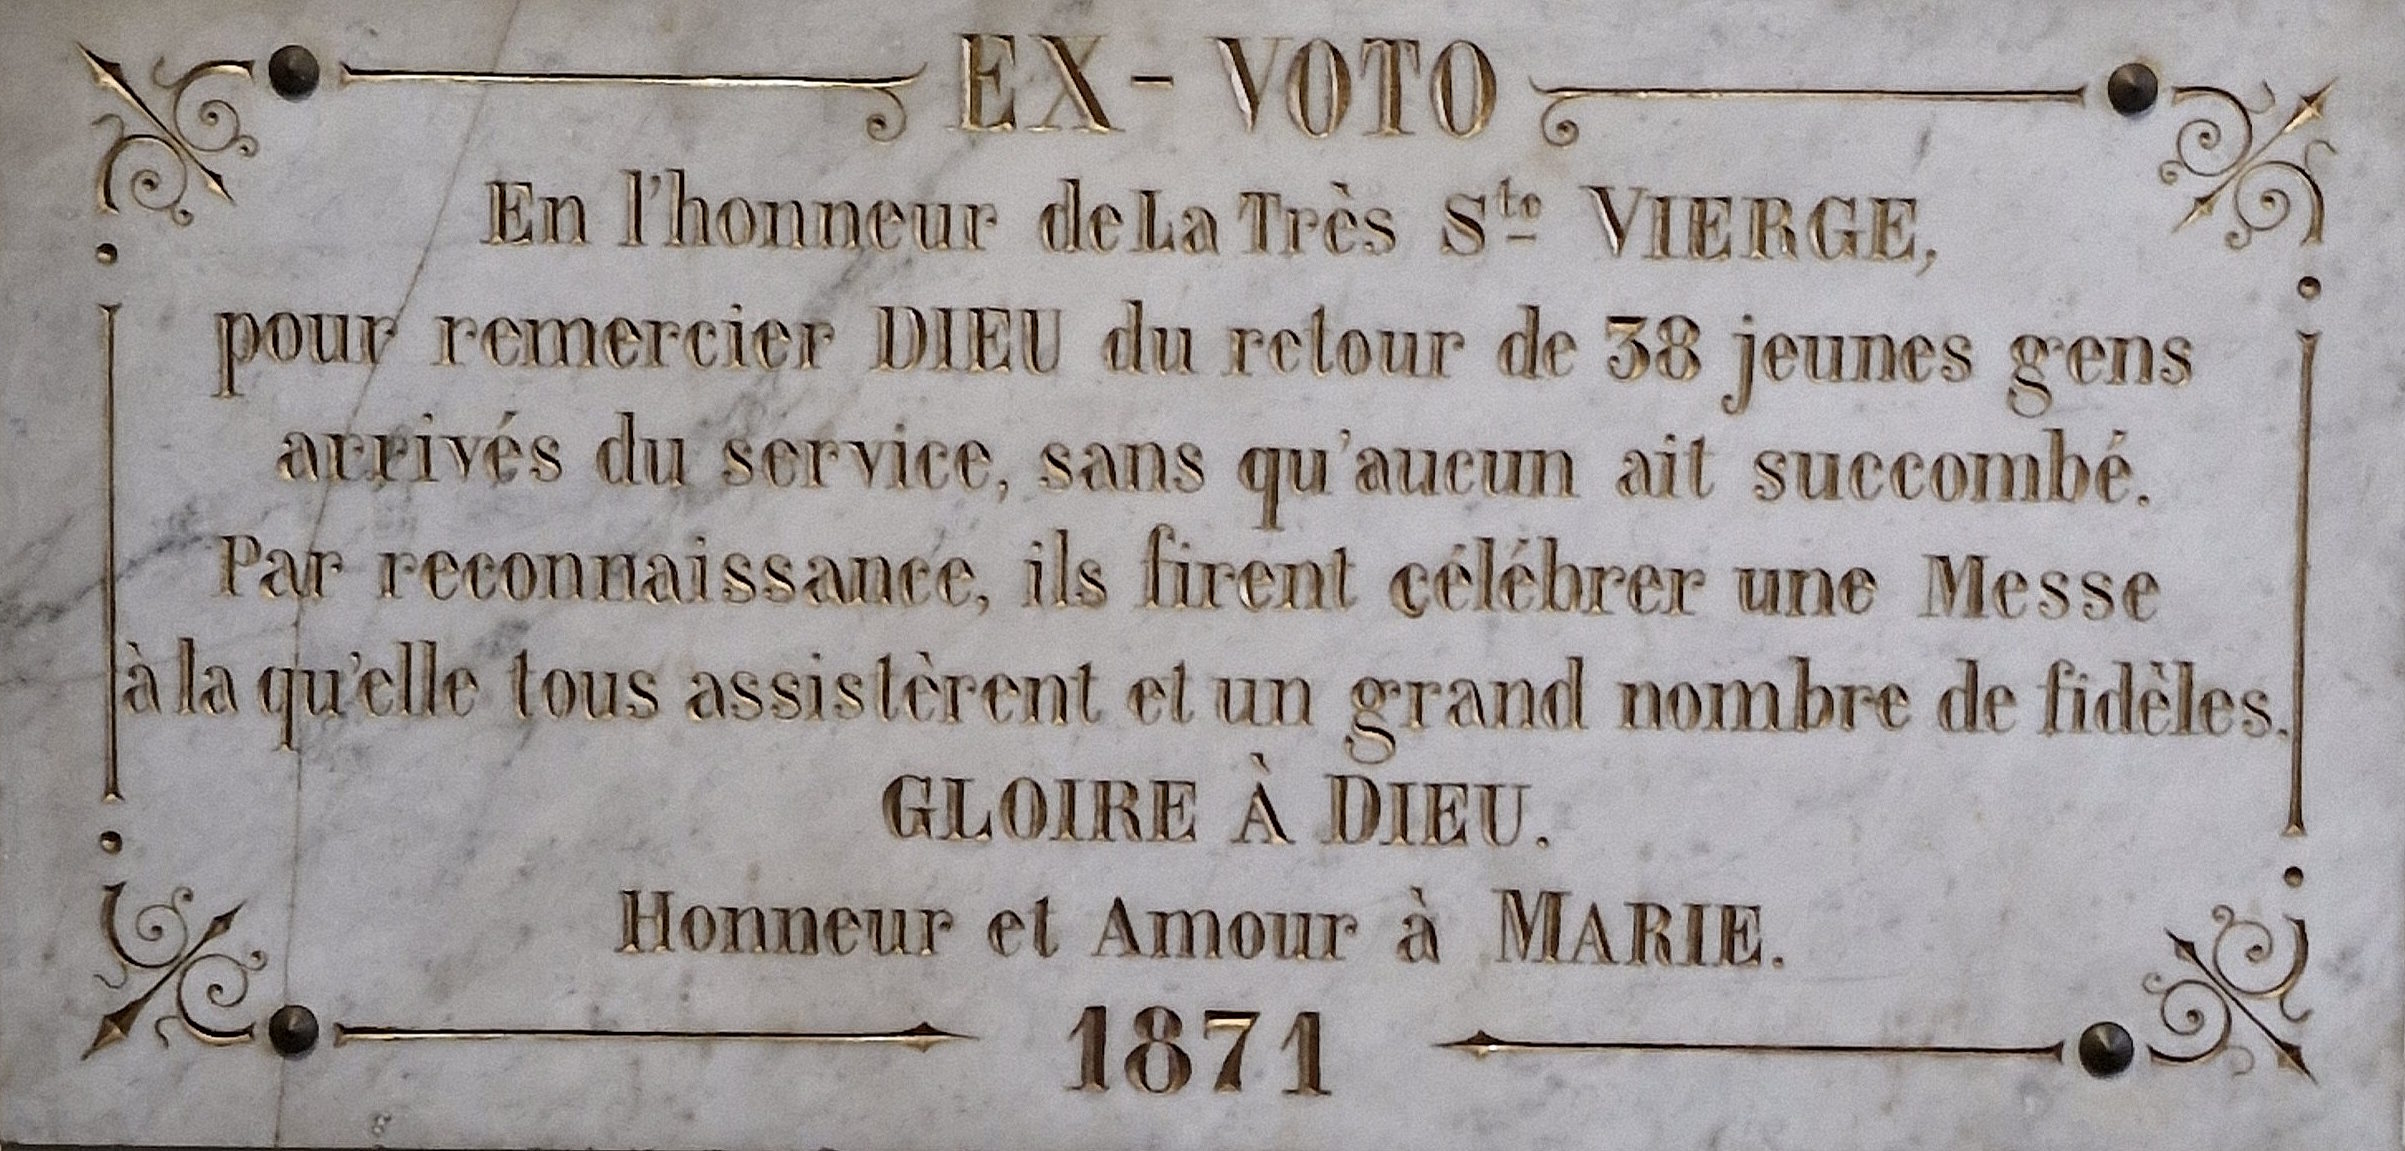 EX-VOTO
En l'honneur de La Très Ste VIERGE,
pour remercier DIEU du retour de 38 jeunes gens
arrivés du service, sans qu'aucun ait succombé.
Par reconnaissance, ils firent célébrer une Messe
à la qu'elle tous assistèrent et un grand nombre de fidèles.
GLOIRE À DIEU.
Honneur et Amour à MARIE.
1871